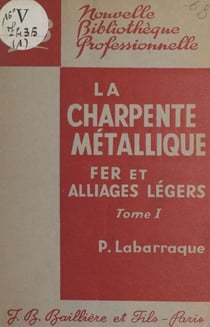 Nouvelle
Bibliothèque
Professionnelle
V
LA
CHARPENTE
MÉTALLIQUE
FER ET
ALLIAGES LÉGERS
Tome I
P. Labarraque
J. B. Baillière et Fils - Paris